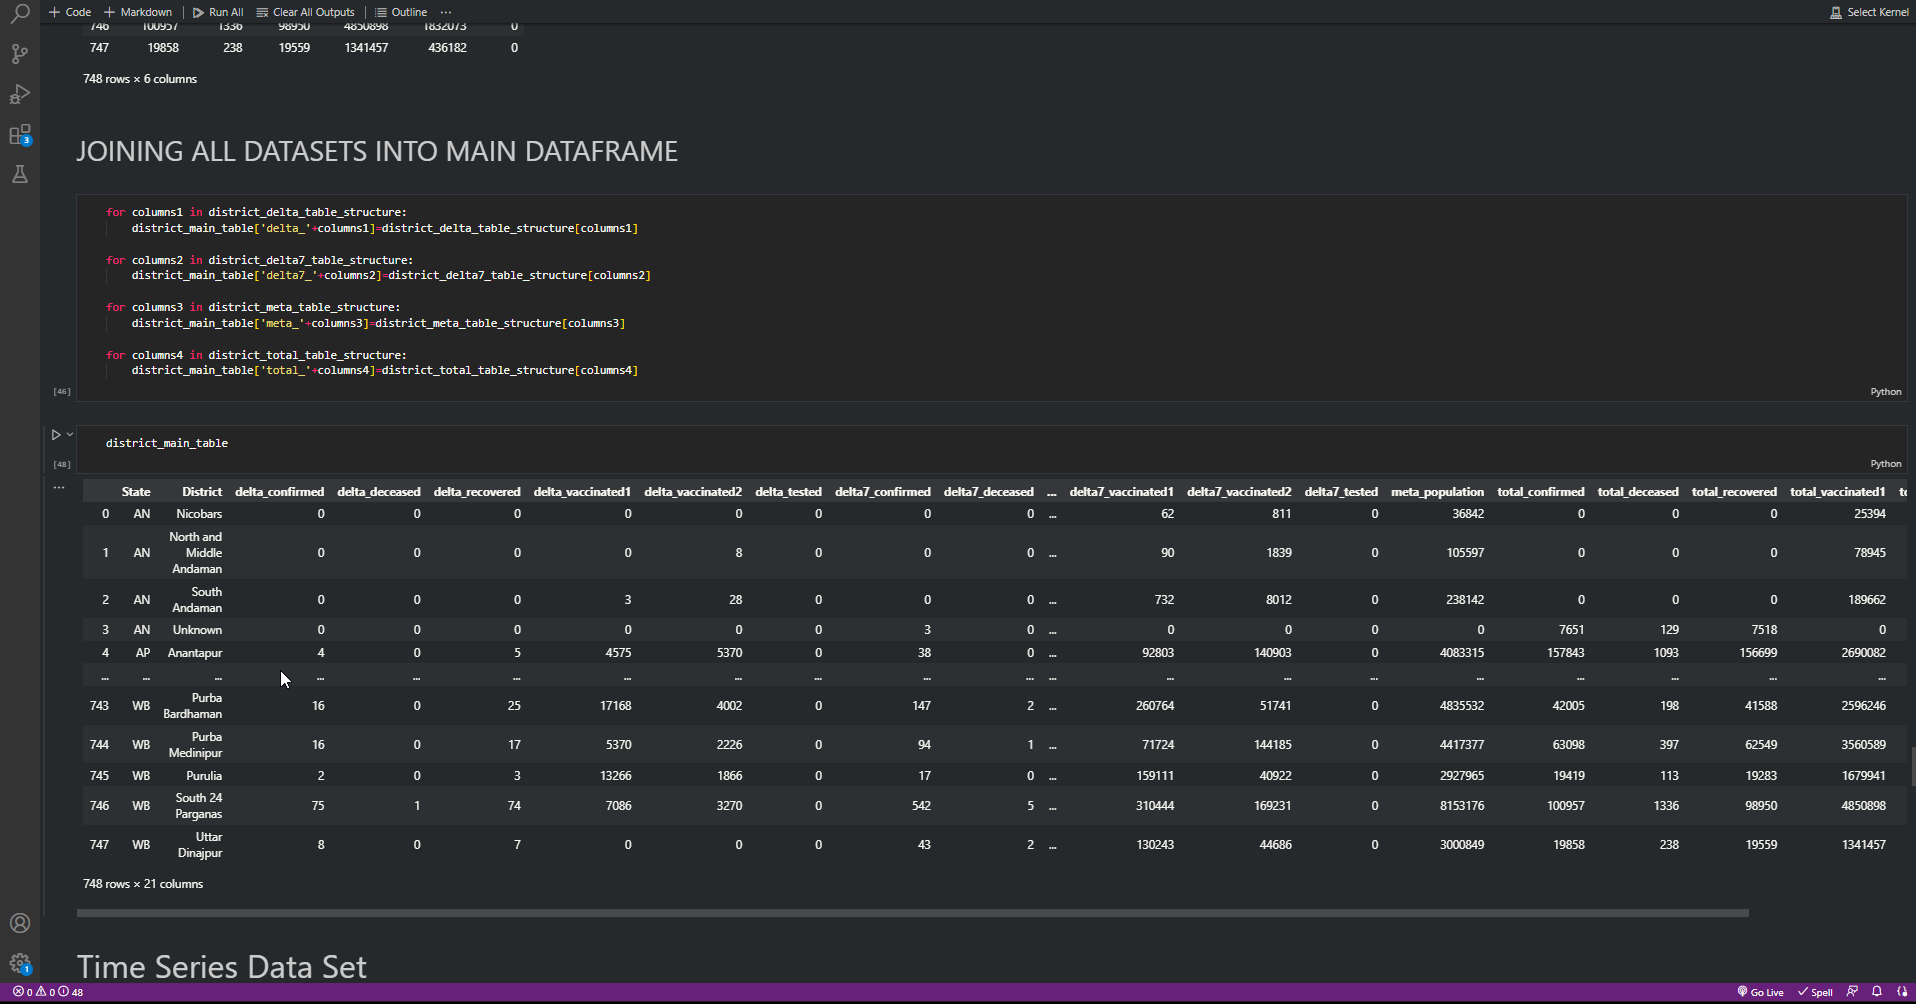 Code Markdown Run All Clear All Outputs Outline ... Select Kernel
746 100957 1336 98950 4850898 1832073 0
747 19858 238 19559 1341457 436182 0
748 rows × 6 columns
JOINING ALL DATASETS INTO MAIN DATAFRAME
for columns1 in district_delta_table_structure:
district_main_table['delta_'+columns1]=district_delta_table_structure[columns1]
for columns2 in district_delta7_table_structure:
district_main_table['delta7_'+columns2]=district_delta7_table_structure[columns2]
for columns3 in district_meta_table_structure:
district_main_table['meta_'+columns3]=district_meta_table_structure[columns3]
for columns4 in district_total_table_structure:
district_main_table['total_'+columns4]=district_total_table_structure[columns4]
[46] Python
district_main_table
[48] Python
State District delta_confirmed delta_deceased delta_recovered delta_vaccinated1 delta_vaccinated2 delta_tested delta7_confirmed delta7_deceased ... delta7_vaccinated1 delta7_vaccinated2 delta7_tested meta_population total_confirmed total_deceased total_recovered total_vaccinated1
0 AN Nicobars 0 0 0 0 0 0 0 0 ... 62 811 0 36842 0 0 0 25394
1 AN North and Middle Andaman 0 0 0 0 8 0 0 0 ... 90 1839 0 105597 0 0 0 78945
2 AN South Andaman 0 0 0 3 28 0 0 0 ... 732 8012 0 238142 0 0 0 189662
3 AN Unknown 0 0 0 0 0 0 3 0 ... 0 0 0 0 7651 129 7518 0
4 AP Anantapur 4 0 5 4575 5370 0 38 0 ... 92803 140903 0 4083315 157843 1093 156699 2690082
... ... ... ... ... ... ... ... ... ... ... ... ... ... ... ... ... ... ... ...
743 WB Purba Bardhaman 16 0 25 17168 4002 0 147 2 ... 260764 51741 0 4835532 42005 198 41588 2596246
744 WB Purba Medinipur 16 0 17 5370 2226 0 94 1 ... 71724 144185 0 4417377 63098 397 62549 3560589
745 WB Purulia 2 0 3 13266 1866 0 17 0 ... 159111 40922 0 2927965 19419 113 19283 1679941
746 WB South 24 Parganas 75 1 74 7086 3270 0 542 5 ... 310444 169231 0 8153176 100957 1336 98950 4850898
747 WB Uttar Dinajpur 8 0 7 0 0 0 43 2 ... 130243 44686 0 3000849 19858 238 19559 1341457
748 rows × 21 columns
Time Series Data Set
0 0 48 Go Live Spell
3
1